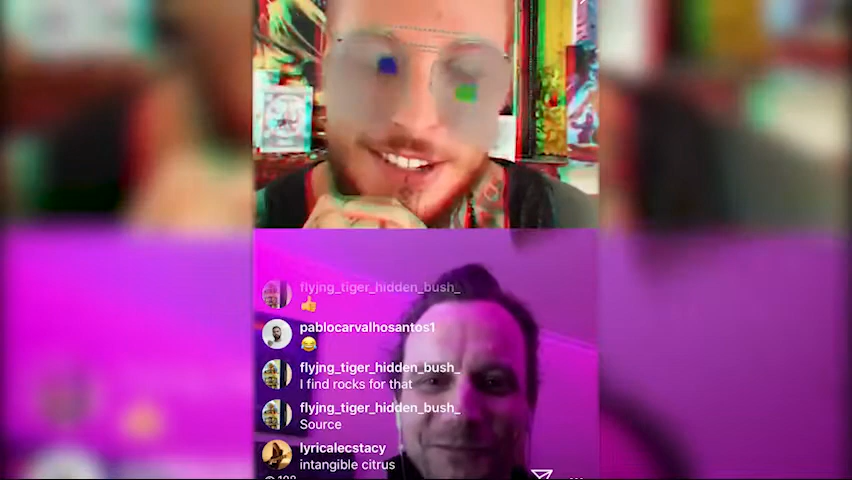 flyjng_tiger_hidden_bush_
👍
pablocarvalhosantos1
😂
flyjng_tiger_hidden_bush_
I find rocks for that
flyjng_tiger_hidden_bush_
Source
lyricalecstacy
intangible citrus